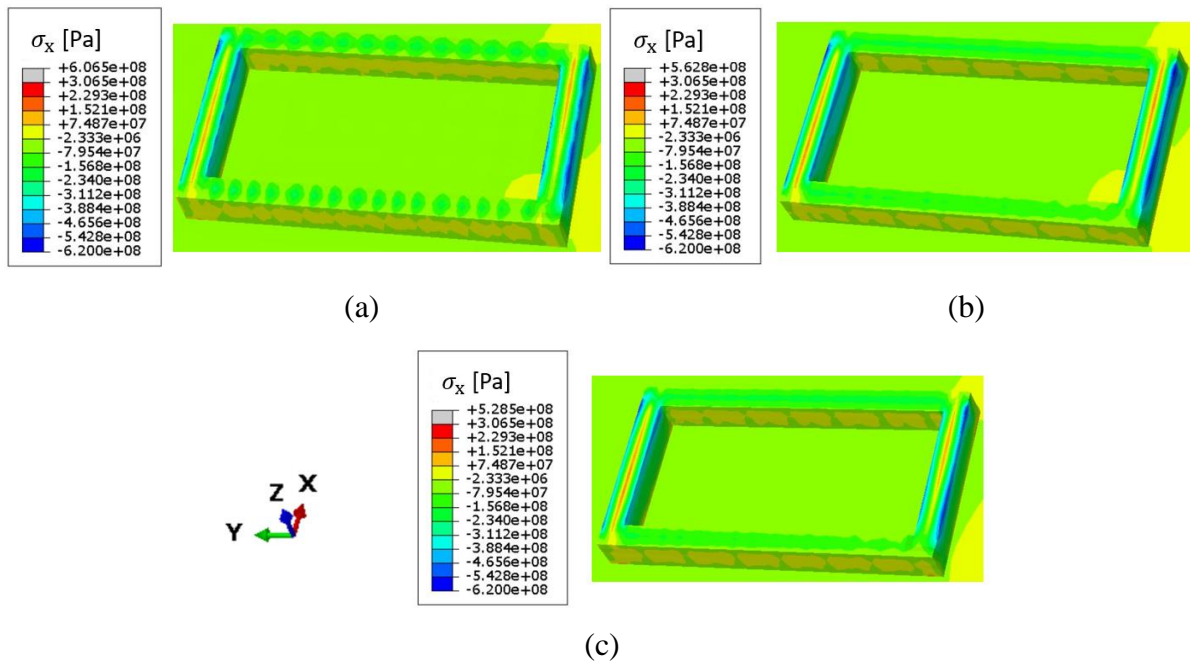 σx [Pa]
+6.065e+08
+3.065e+08
+2.293e+08
+1.521e+08
+7.487e+07
-2.333e+06
-7.954e+07
-1.568e+08
-2.340e+08
-3.112e+08
-3.884e+08
-4.656e+08
-5.428e+08
-6.200e+08
(a)
σx [Pa]
+5.628e+08
+3.065e+08
+2.293e+08
+1.521e+08
+7.487e+07
-2.333e+06
-7.954e+07
-1.568e+08
-2.340e+08
-3.112e+08
-3.884e+08
-4.656e+08
-5.428e+08
-6.200e+08
(b)
σx [Pa]
+5.285e+08
+3.065e+08
+2.293e+08
+1.521e+08
+7.487e+07
-2.333e+06
-7.954e+07
-1.568e+08
-2.340e+08
-3.112e+08
-3.884e+08
-4.656e+08
-5.428e+08
-6.200e+08
Z X
Y
(c)